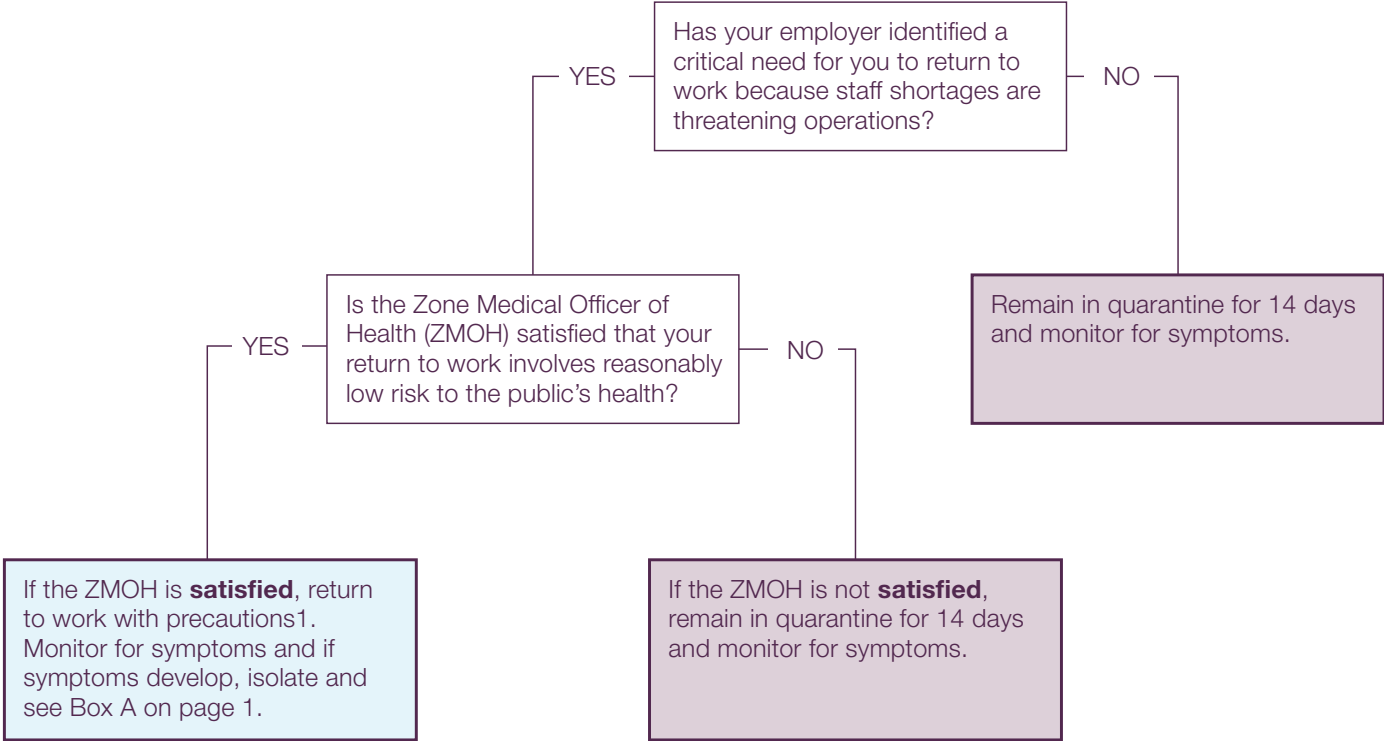 Has your employer identified a
critical need for you to return to
work because staff shortages are
threatening operations?
YES
NO
Is the Zone Medical Officer of
Health (ZMOH) satisfied that your
return to work involves reasonably
low risk to the public’s health?
YES
NO
Remain in quarantine for 14 days
and monitor for symptoms.
If the ZMOH is satisfied, return
to work with precautions1.
Monitor for symptoms and if
symptoms develop, isolate and
see Box A on page 1.
If the ZMOH is not satisfied,
remain in quarantine for 14 days
and monitor for symptoms.